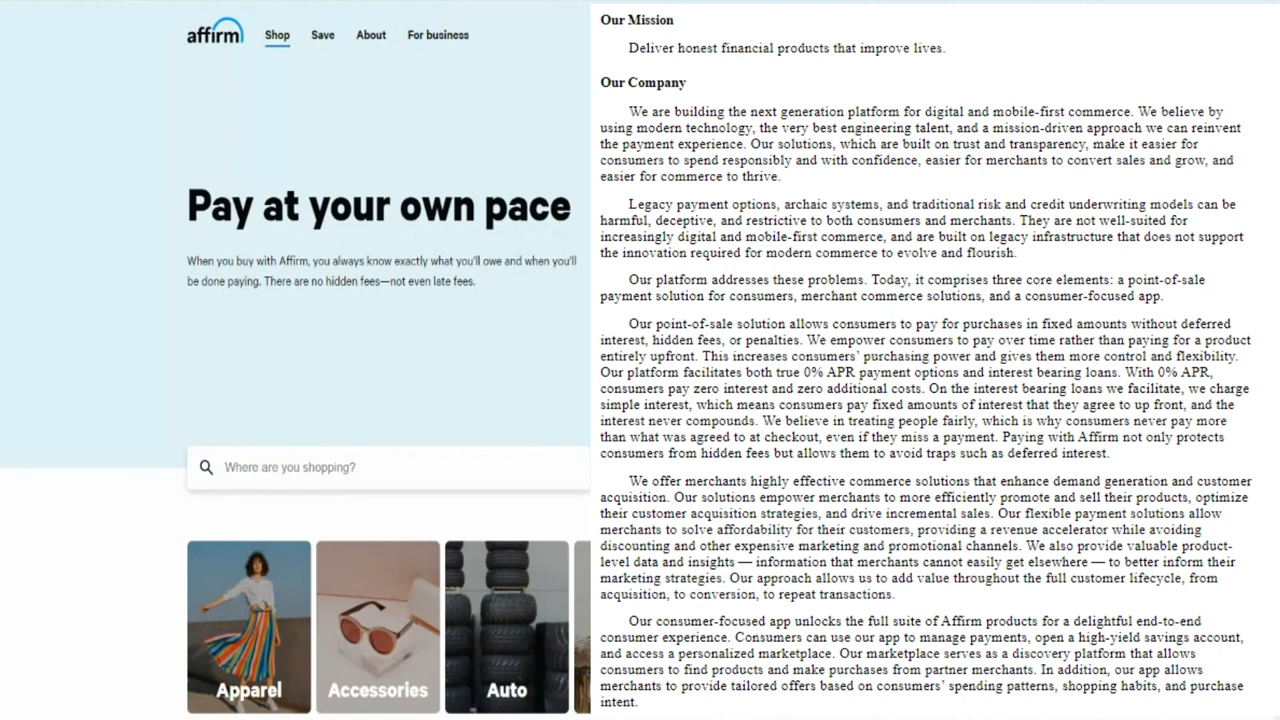 affirm Shop Save About For business
Pay at your own pace
When you buy with Affirm, you always know exactly what you'll owe and when you'll
be done paying. There are no hidden fees—not even late fees.
Where are you shopping?
Apparel Accessories Auto
Our Mission
Deliver honest financial products that improve lives.
Our Company
We are building the next generation platform for digital and mobile-first commerce. We believe by
using modern technology, the very best engineering talent, and a mission-driven approach we can reinvent
the payment experience. Our solutions, which are built on trust and transparency, make it easier for
consumers to spend responsibly and with confidence, easier for merchants to convert sales and grow, and
easier for commerce to thrive.
Legacy payment options, archaic systems, and traditional risk and credit underwriting models can be
harmful, deceptive, and restrictive to both consumers and merchants. They are not well-suited for
increasingly digital and mobile-first commerce, and are built on legacy infrastructure that does not support
the innovation required for modern commerce to evolve and flourish.
Our platform addresses these problems. Today, it comprises three core elements: a point-of-sale
payment solution for consumers, merchant commerce solutions, and a consumer-focused app.
Our point-of-sale solution allows consumers to pay for purchases in fixed amounts without deferred
interest, hidden fees, or penalties. We empower consumers to pay over time rather than paying for a product
entirely upfront. This increases consumers' purchasing power and gives them more control and flexibility.
Our platform facilitates both true 0% APR payment options and interest bearing loans. With 0% APR,
consumers pay zero interest and zero additional costs. On the interest bearing loans we facilitate, we charge
simple interest, which means consumers pay fixed amounts of interest that they agree to up front, and the
interest never compounds. We believe in treating people fairly, which is why consumers never pay more
than what was agreed to at checkout, even if they miss a payment. Paying with Affirm not only protects
consumers from hidden fees but allows them to avoid traps such as deferred interest.
We offer merchants highly effective commerce solutions that enhance demand generation and customer
acquisition. Our solutions empower merchants to more efficiently promote and sell their products, optimize
their customer acquisition strategies, and drive incremental sales. Our flexible payment solutions allow
merchants to solve affordability for their customers, providing a revenue accelerator while avoiding
discounting and other expensive marketing and promotional channels. We also provide valuable product-
level data and insights — information that merchants cannot easily get elsewhere — to better inform their
marketing strategies. Our approach allows us to add value throughout the full customer lifecycle, from
acquisition, to conversion, to repeat transactions.
Our consumer-focused app unlocks the full suite of Affirm products for a delightful end-to-end
consumer experience. Consumers can use our app to manage payments, open a high-yield savings account,
and access a personalized marketplace. Our marketplace serves as a discovery platform that allows
consumers to find products and make purchases from partner merchants. In addition, our app allows
merchants to provide tailored offers based on consumers' spending patterns, shopping habits, and purchase
intent.